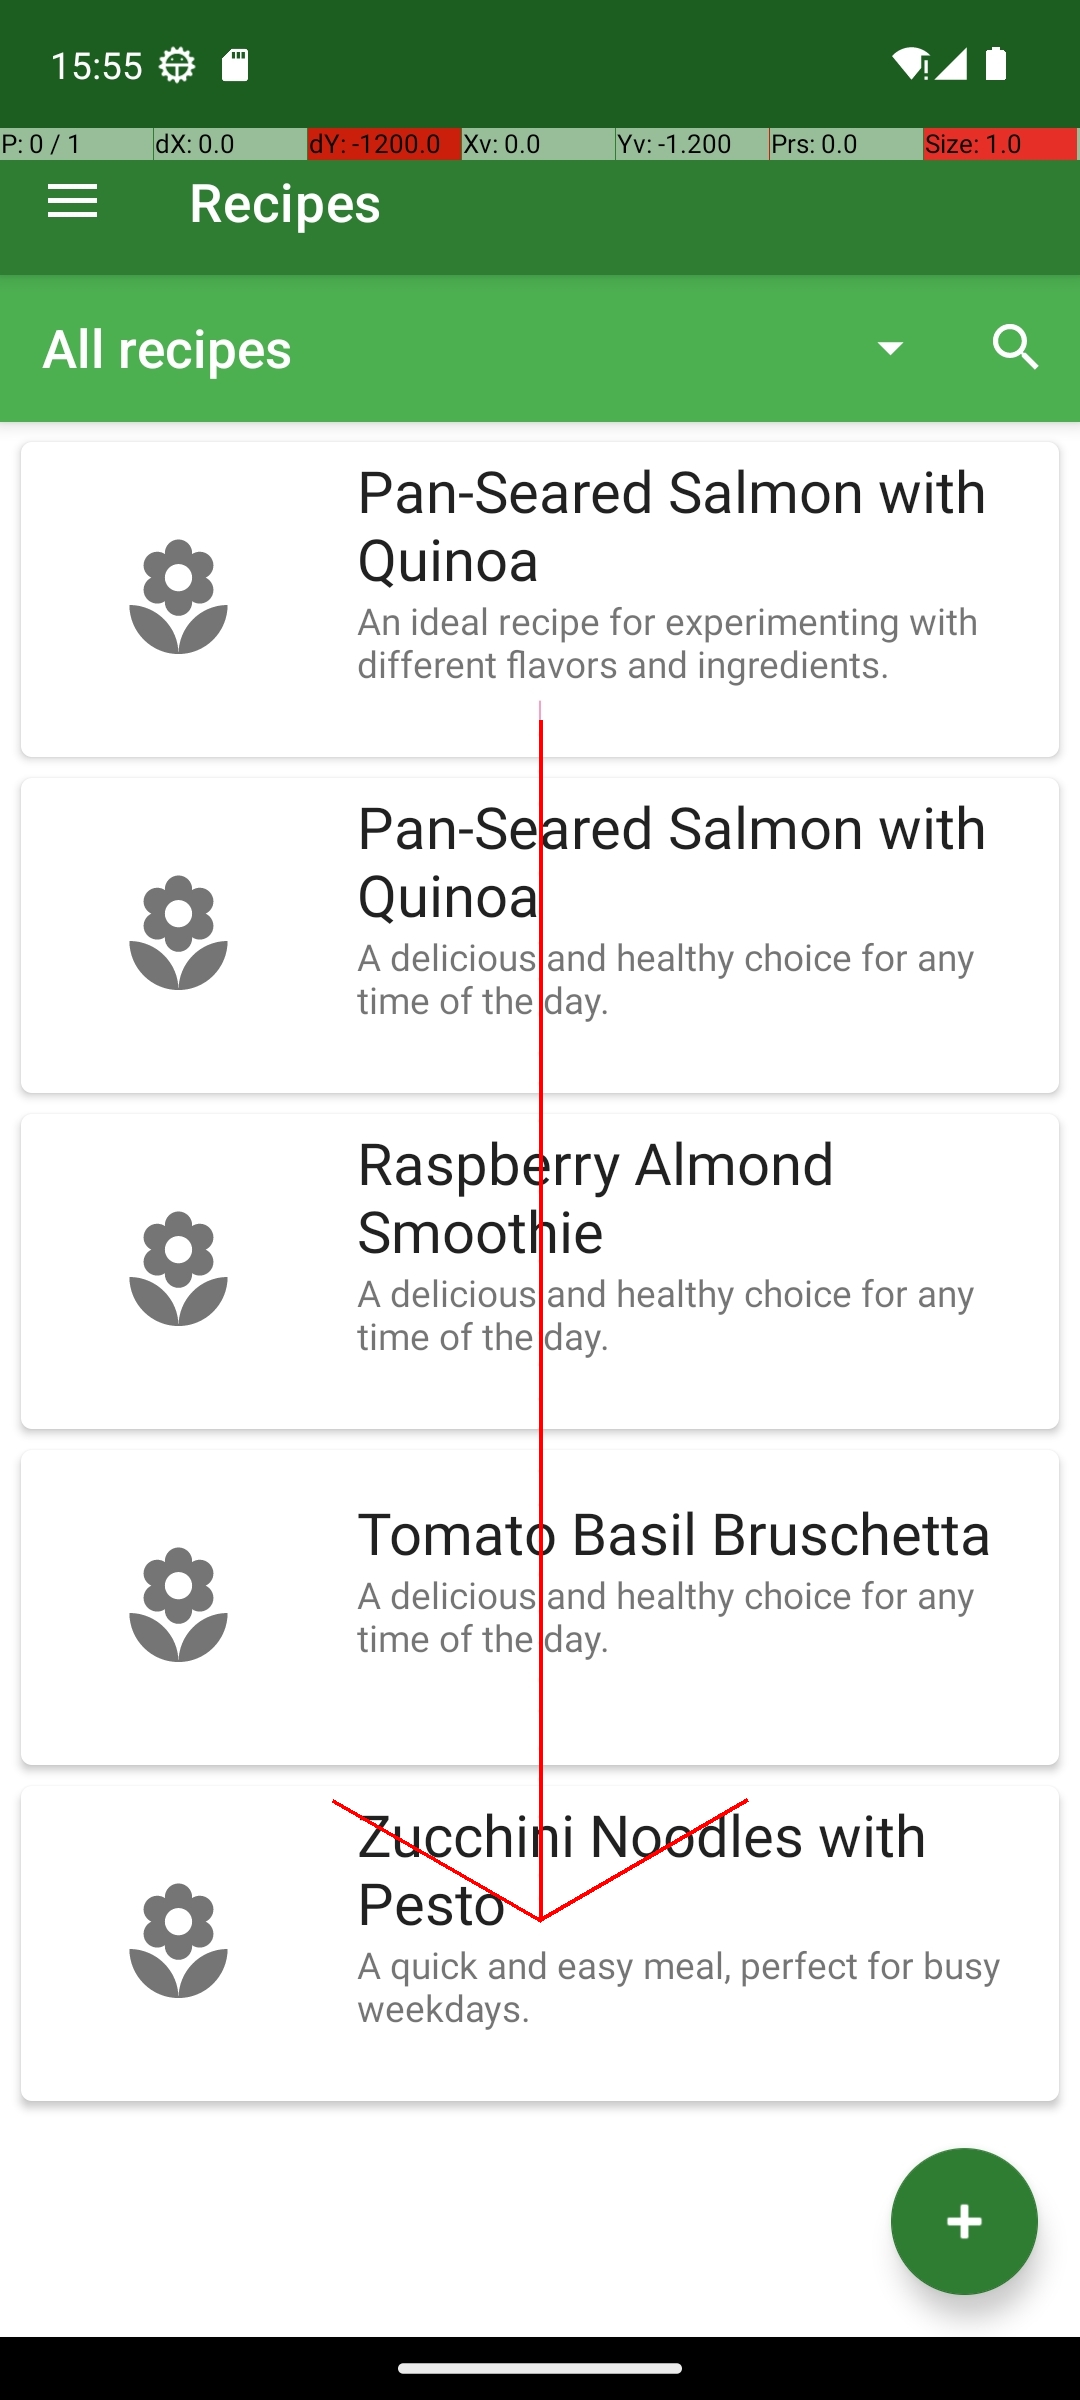 15:55
P: 0 / 1 dX: 0.0 dY: -1200.0 Xv: 0.0 Yv: -1.200 Prs: 0.0 Size: 1.0
Recipes
All recipes
Pan-Seared Salmon with
Quinoa
An ideal recipe for experimenting with
different flavors and ingredients.
Pan-Seared Salmon with
Quinoa
A delicious and healthy choice for any
time of the day.
Raspberry Almond
Smoothie
A delicious and healthy choice for any
time of the day.
Tomato Basil Bruschetta
A delicious and healthy choice for any
time of the day.
Zucchini Noodles with
Pesto
A quick and easy meal, perfect for busy
weekdays.